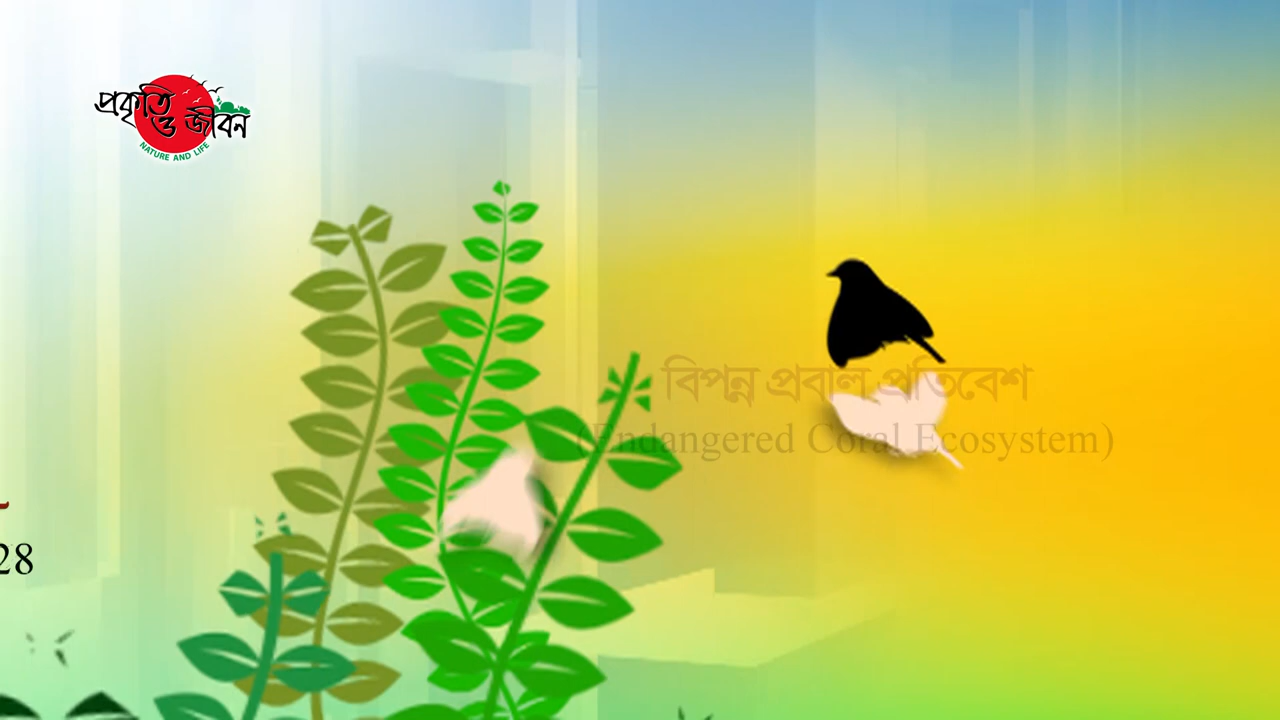 প্রকৃতি ও জীবন
NATURE AND LIFE
বিপন্ন প্রবাল প্রতিবেশ
(Endangered Coral Ecosystem)
28